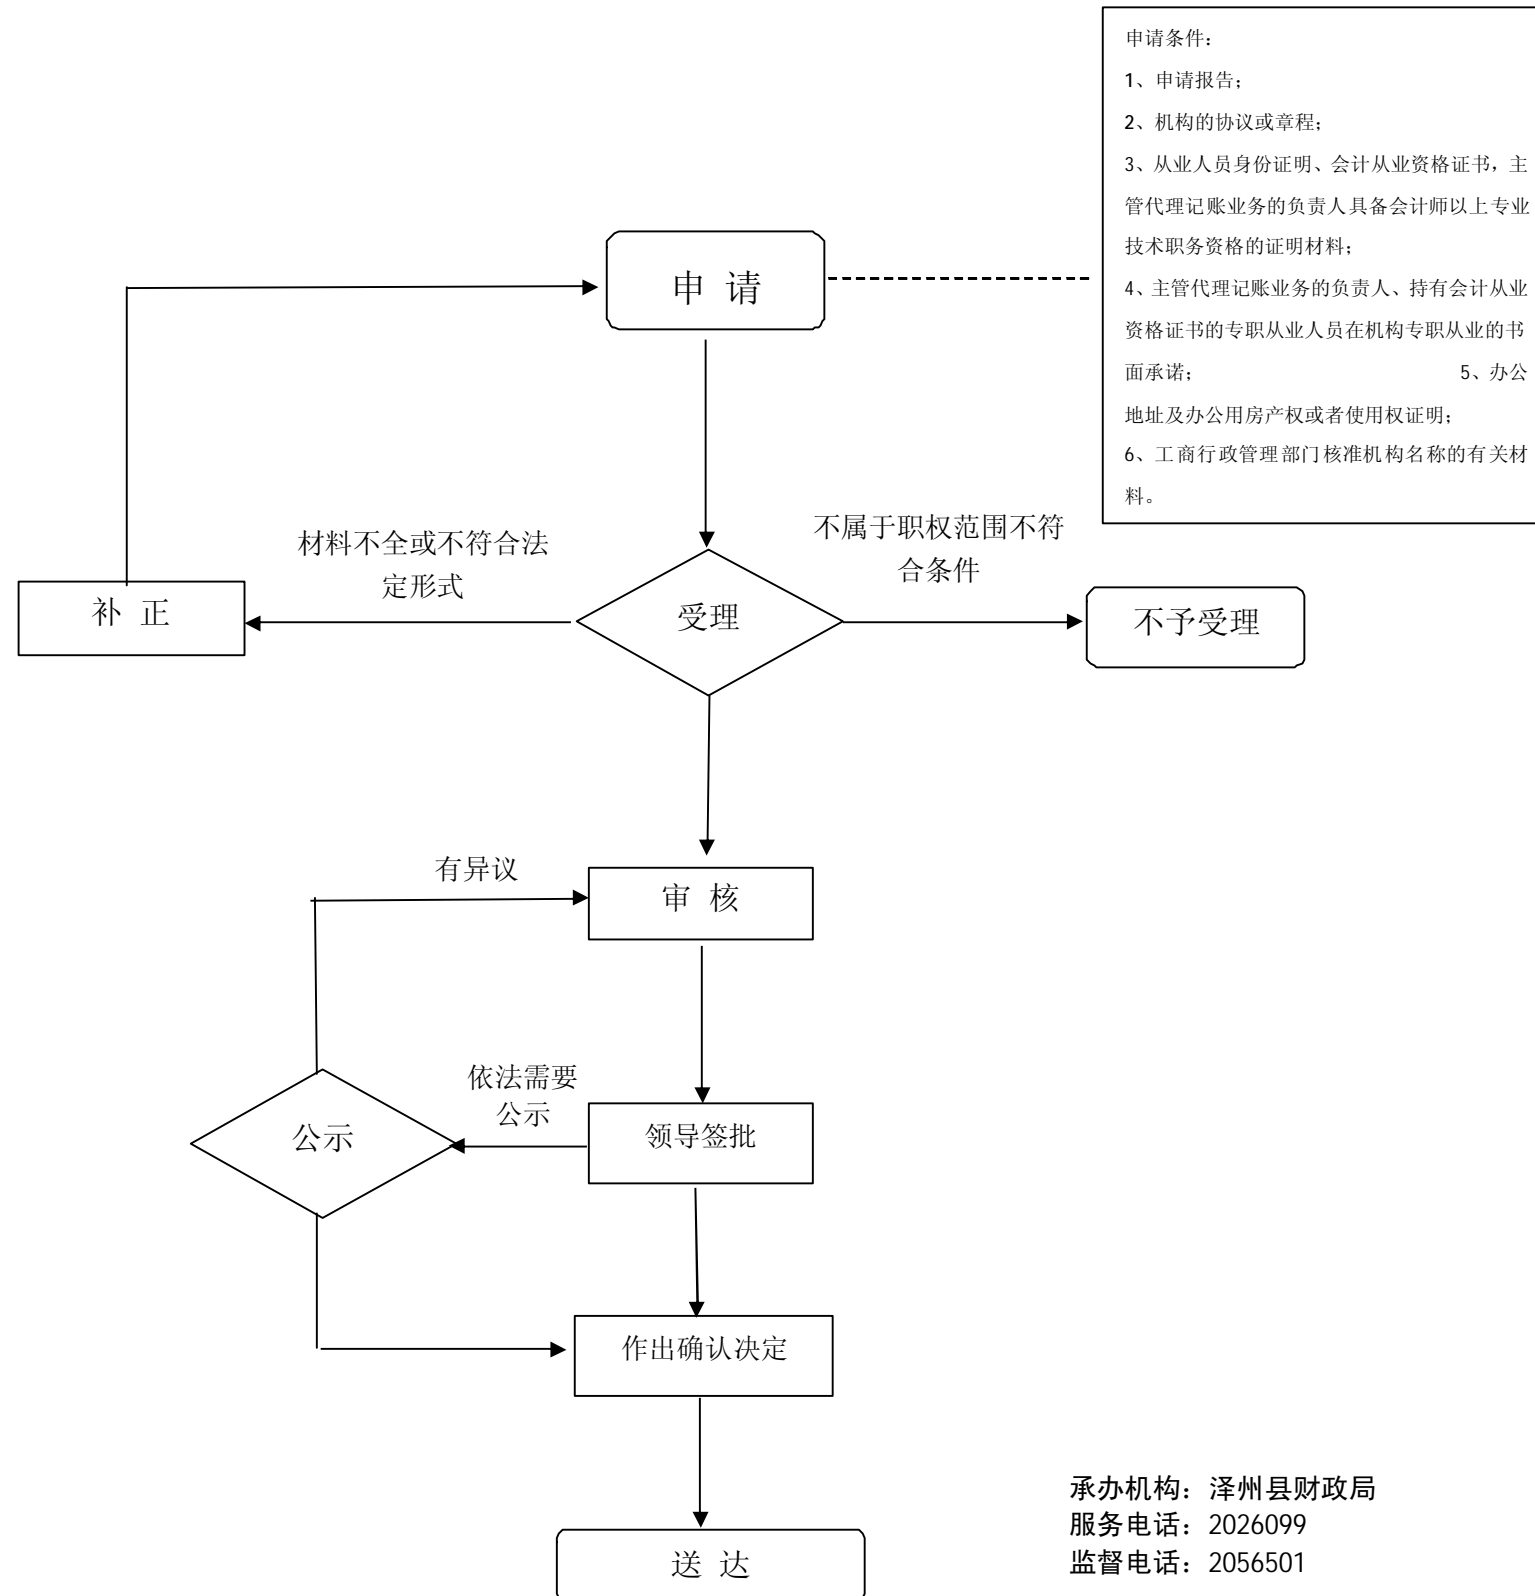 申请条件：
1、申请报告；
2、机构的协议或章程；
3、从业人员身份证明、会计从业资格证书，主
管代理记账业务的负责人具备会计师以上专业
技术职务资格的证明材料；
4、主管代理记账业务的负责人、持有会计从业
资格证书的专职从业人员在机构专职从业的书
面承诺； 5、办公
地址及办公用房产权或者使用权证明；
6、工商行政管理部门核准机构名称的有关材
料。
申 请
材料不全或不符合法
定形式
不属于职权范围不符
合条件
补 正
受理
不予受理
有异议
审 核
依法需要
公示
公示
领导签批
作出确认决定
送 达
承办机构：泽州县财政局
服务电话：2026099
监督电话：2056501